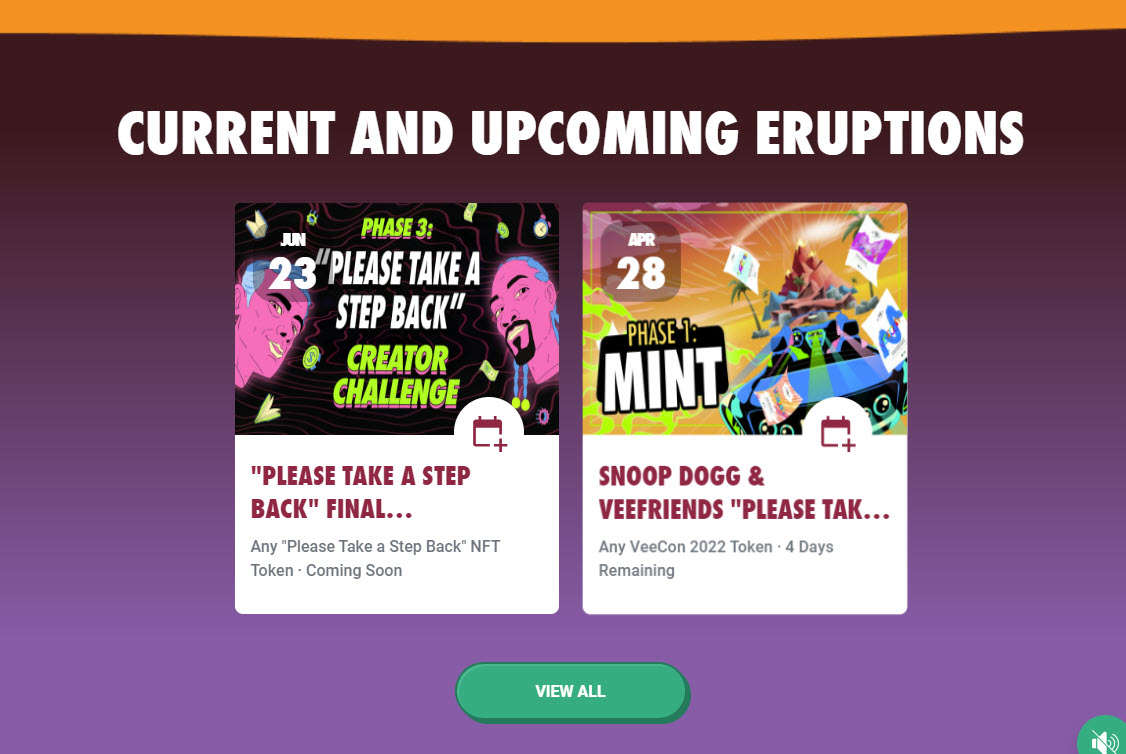 CURRENT AND UPCOMING ERUPTIONS
JUN
23
PHASE 3:
"PLEASE TAKE A
STEP BACK"
CREATOR
CHALLENGE
"PLEASE TAKE A STEP
BACK" FINAL...
Any "Please Take a Step Back" NFT
Token · Coming Soon
APR
28
PHASE 1:
MINT
SNOOP DOGG &
VEEFRIENDS "PLEASE TAK...
Any VeeCon 2022 Token · 4 Days
Remaining
VIEW ALL